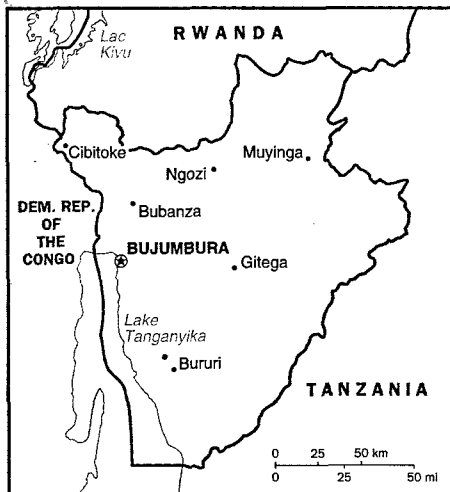 RWANDA
Lac
Kivu
Cibitoke
Muyinga
Ngozi
DEM. REP.
OF
THE
CONGO
Bubanza
BUJUMBURA
Gitega
Lake
Tanganyika
Bururi
TANZANIA
0 25 50 km
0 25 50 mi